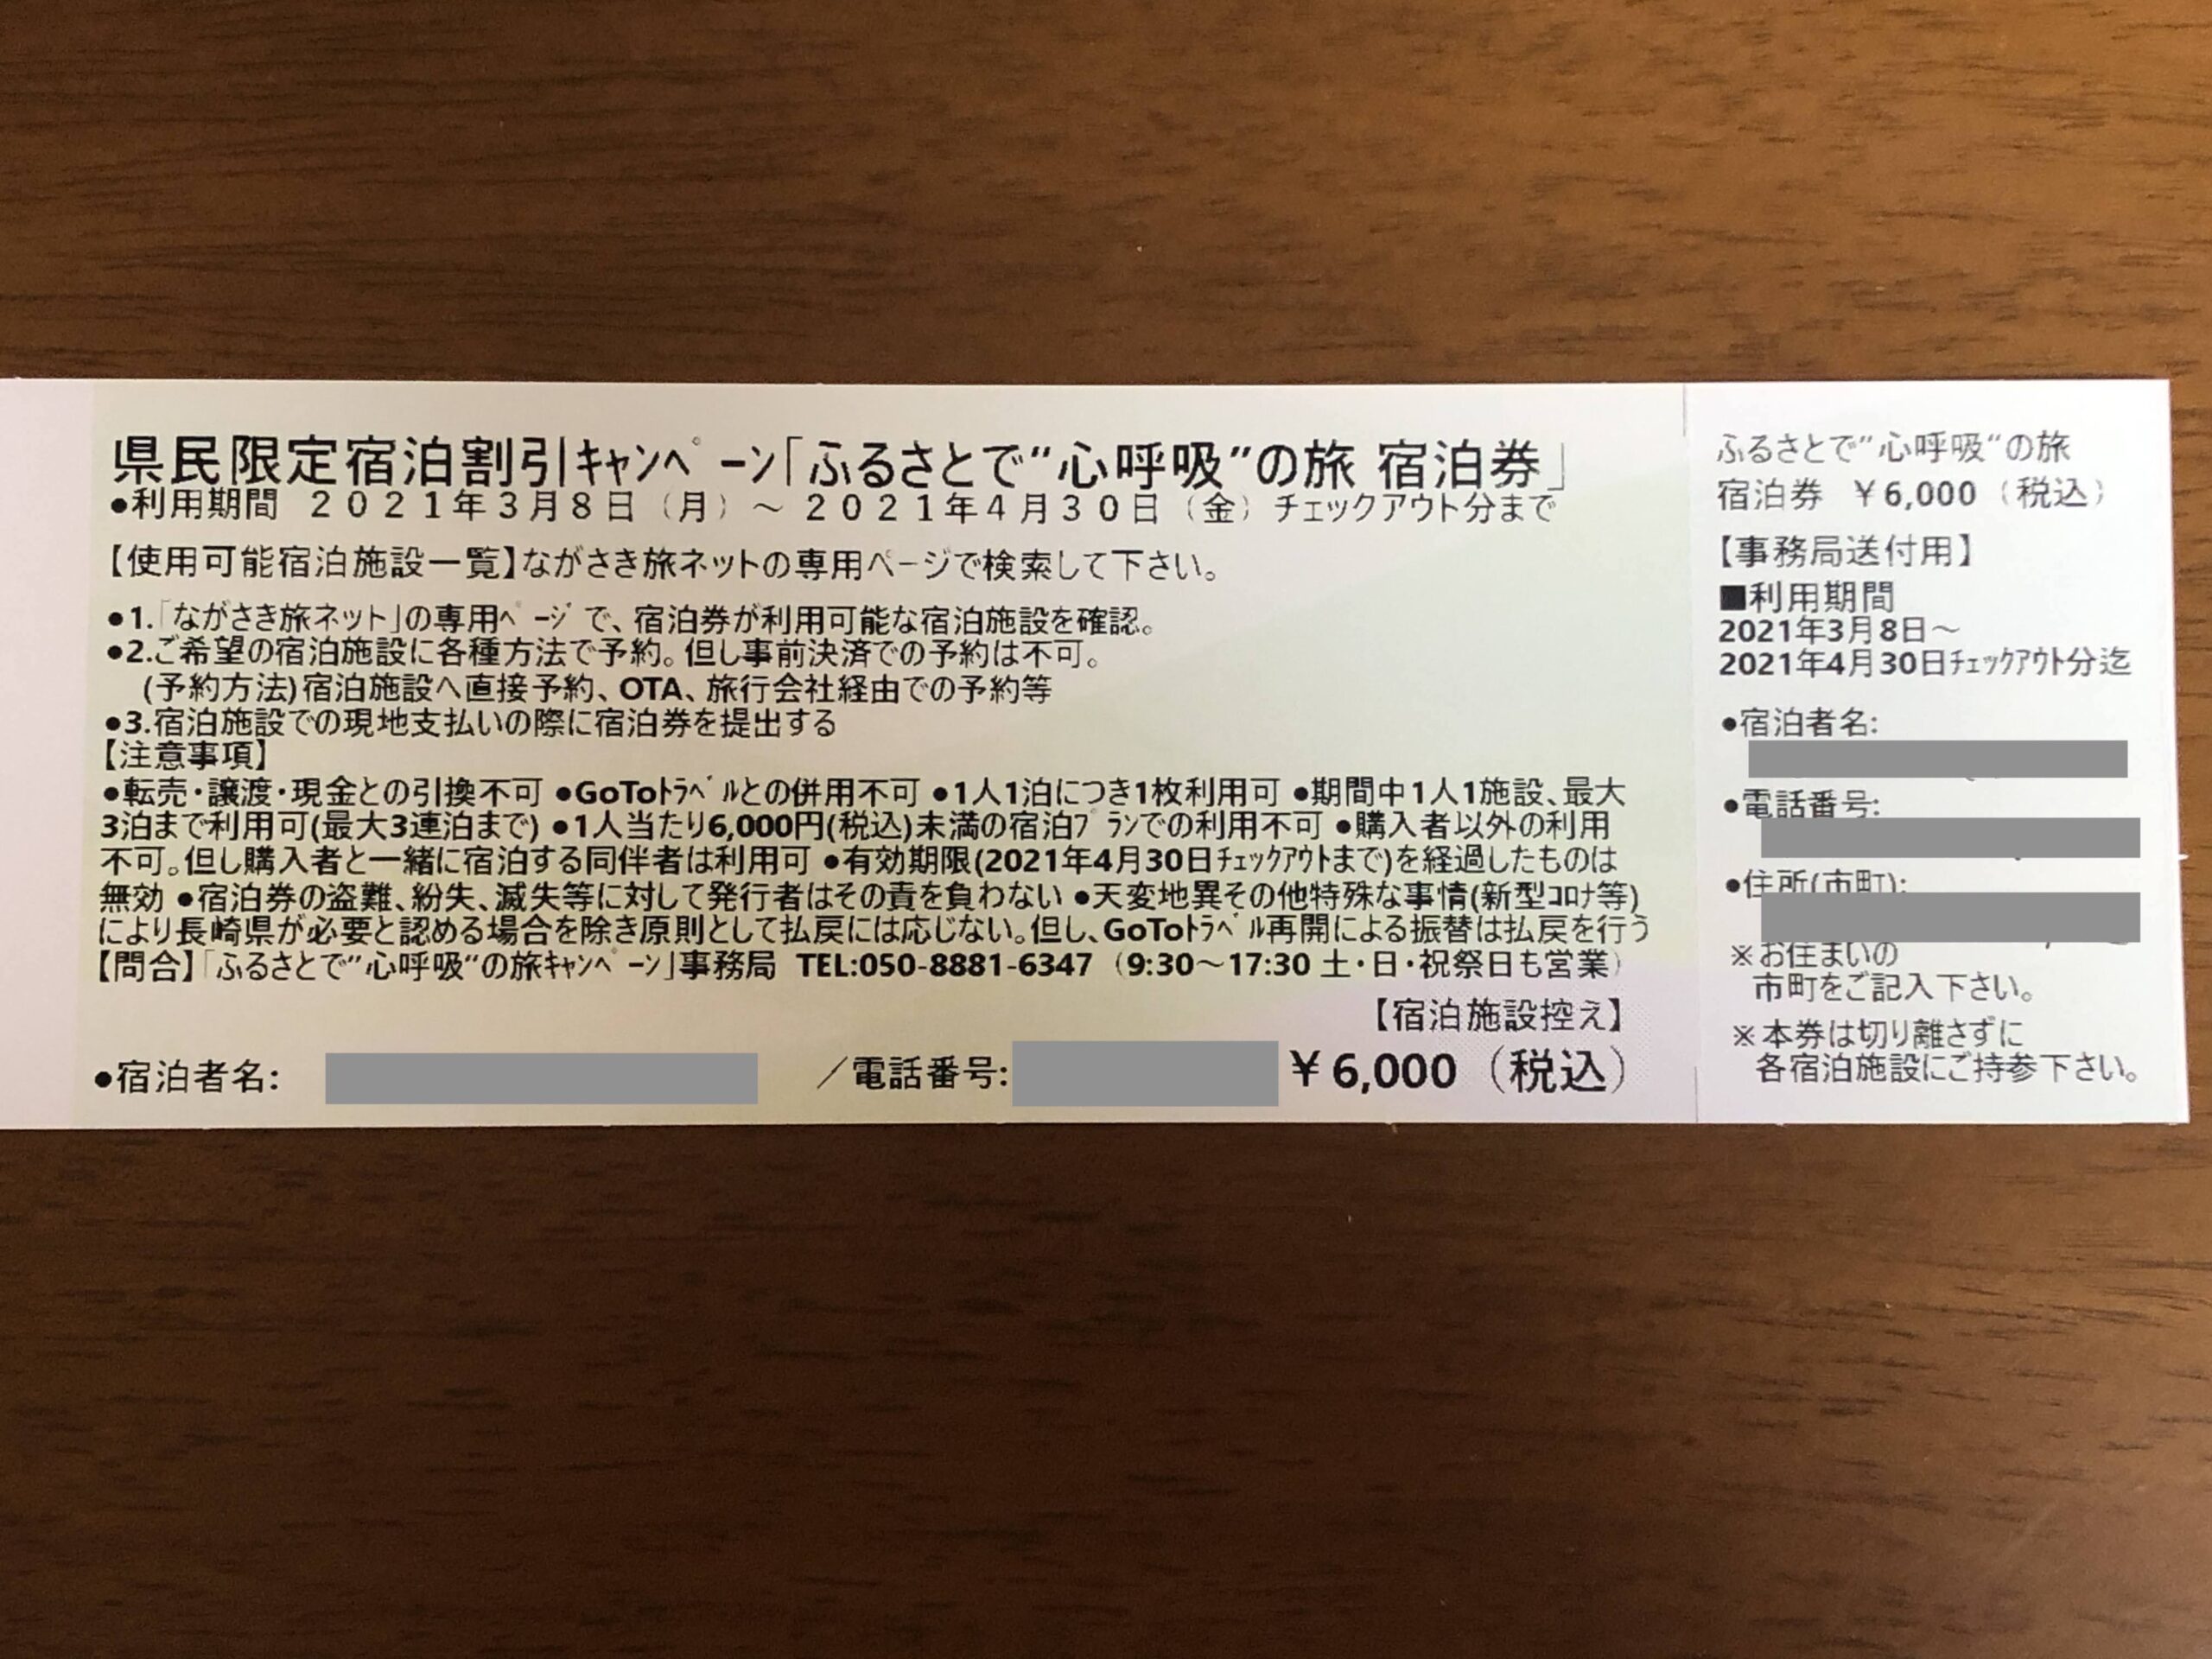 県民限定宿泊割引ｷｬﾝﾍﾟｰﾝ「ふるさとで”心呼吸”の旅 宿泊券」
●利用期間　２０２１年３月８日（月）～２０２１年４月３０日（金）チェックアウト分まで
【使用可能宿泊施設一覧】ながさき旅ネットの専用ページで検索して下さい。
●1.「ながさき旅ネット」の専用ﾍﾟｰｼﾞで、宿泊券が利用可能な宿泊施設を確認。
●2.ご希望の宿泊施設に各種方法で予約。但し事前決済での予約は不可。
(予約方法)宿泊施設へ直接予約、OTA、旅行会社経由での予約等
●3.宿泊施設での現地支払いの際に宿泊券を提出する
【注意事項】
●転売・譲渡・現金との引換不可 ●GoToﾄﾗﾍﾞﾙとの併用不可 ●1人1泊につき1枚利用可 ●期間中1人1施設、最大
3泊まで利用可(最大3連泊まで) ●1人当たり6,000円(税込)未満の宿泊ﾌﾟﾗﾝでの利用不可 ●購入者以外の利用
不可。但し購入者と一緒に宿泊する同伴者は利用可 ●有効期限(2021年4月30日ﾁｪｯｸｱｳﾄまで)を経過したものは
無効 ●宿泊券の盗難、紛失、滅失等に対して発行者はその責を負わない ●天変地異その他特殊な事情(新型ｺﾛﾅ等)
により長崎県が必要と認める場合を除き原則として払戻には応じない。但し、GoToﾄﾗﾍﾞﾙ再開による振替は払戻を行う
【問合】「ふるさとで”心呼吸“の旅ｷｬﾝﾍﾟｰﾝ」事務局 TEL:050-8881-6347（9:30～17:30 土・日・祝祭日も営業）
【宿泊施設控え】
●宿泊者名: ／電話番号: ￥6,000（税込）
ふるさとで”心呼吸“の旅
宿泊券 ￥6,000（税込）
【事務局送付用】
■利用期間
2021年3月8日～
2021年4月30日ﾁｪｯｸｱｳﾄ分迄
●宿泊者名:
●電話番号:
●住所(市町):
※お住まいの
市町をご記入下さい。
※本券は切り離さずに
各宿泊施設にご持参下さい。